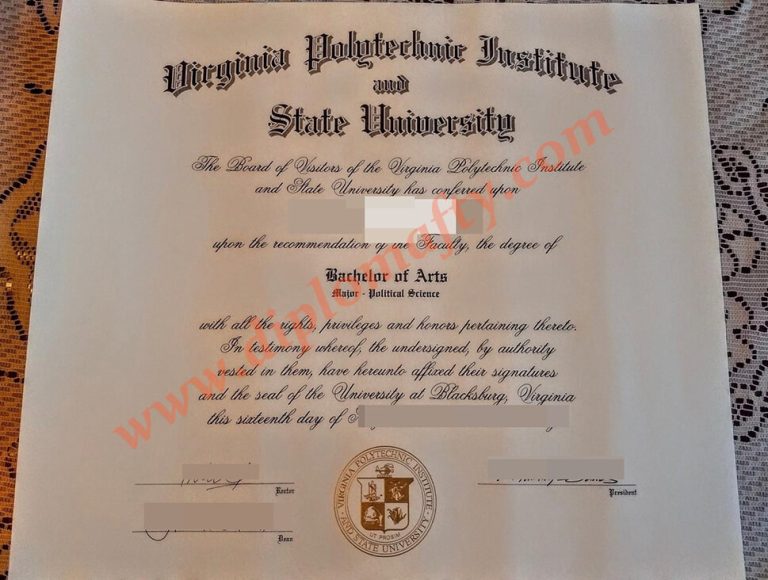 Virginia Polytechnic Institute
and
State University
The Board of Visitors of the Virginia Polytechnic Institute
and State University has conferred upon
upon the recommendation of the Faculty, the degree of
Bachelor of Arts
Major - Political Science
with all the rights, privileges and honors pertaining thereto.
In testimony whereof, the undersigned, by authority
vested in them, have hereunto affixed their signatures
and the seal of the University at Blacksburg, Virginia
this sixteenth day of
Rector
President
Dean
VIRGINIA POLYTECHNIC INSTITUTE
AND STATE UNIVERSITY
UT PROSIM
www.diplomafty.com